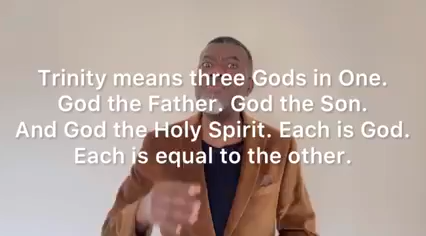 Trinity means three Gods in One.
God the Father. God the Son.
And God the Holy Spirit. Each is God.
Each is equal to the other.